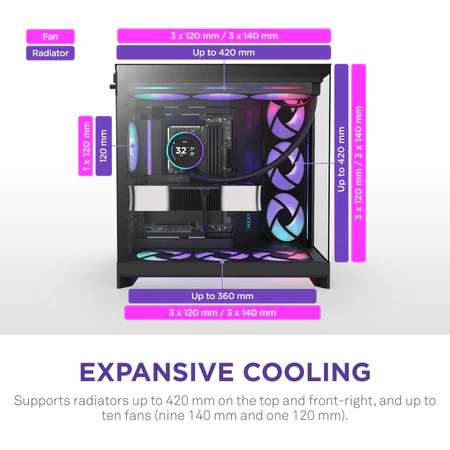 Fan
Radiator
3 x 120 mm / 3 x 140 mm
Up to 420 mm
1 x 120 mm
120 mm
32°
NZXT
Up to 420 mm
3 x 120 mm / 3 x 140 mm
Up to 360 mm
3 x 120 mm / 3 x 140 mm
EXPANSIVE COOLING
Supports radiators up to 420 mm on the top and front-right, and up to
ten fans (nine 140 mm and one 120 mm).